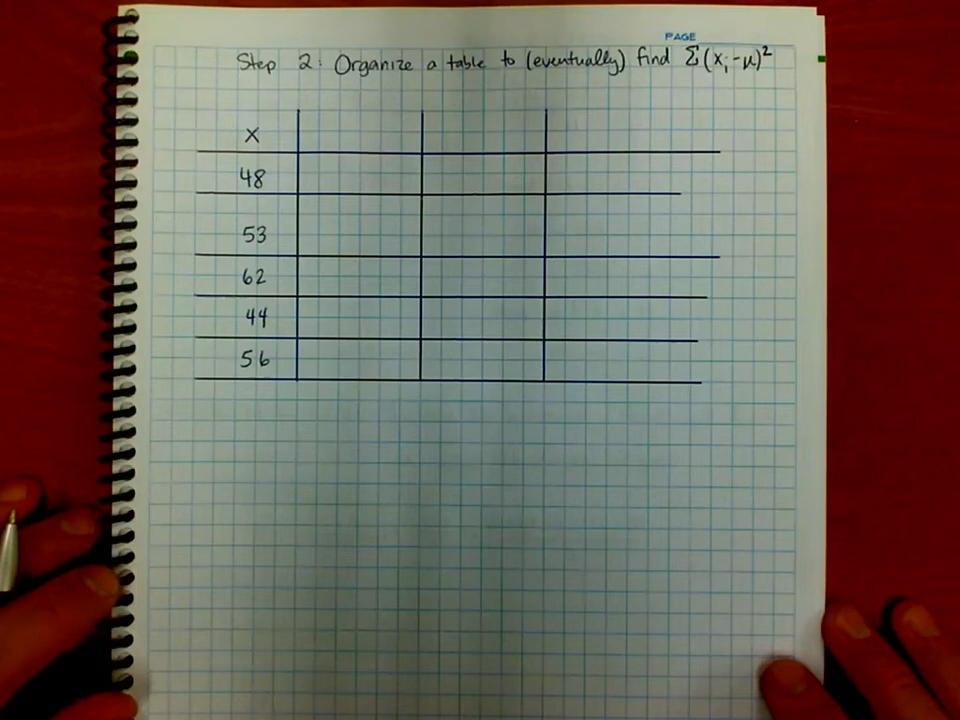 PAGE
Step 2: Organize a table to (eventually) find Σ(xᵢ-μ)²
X
48
53
62
44
56